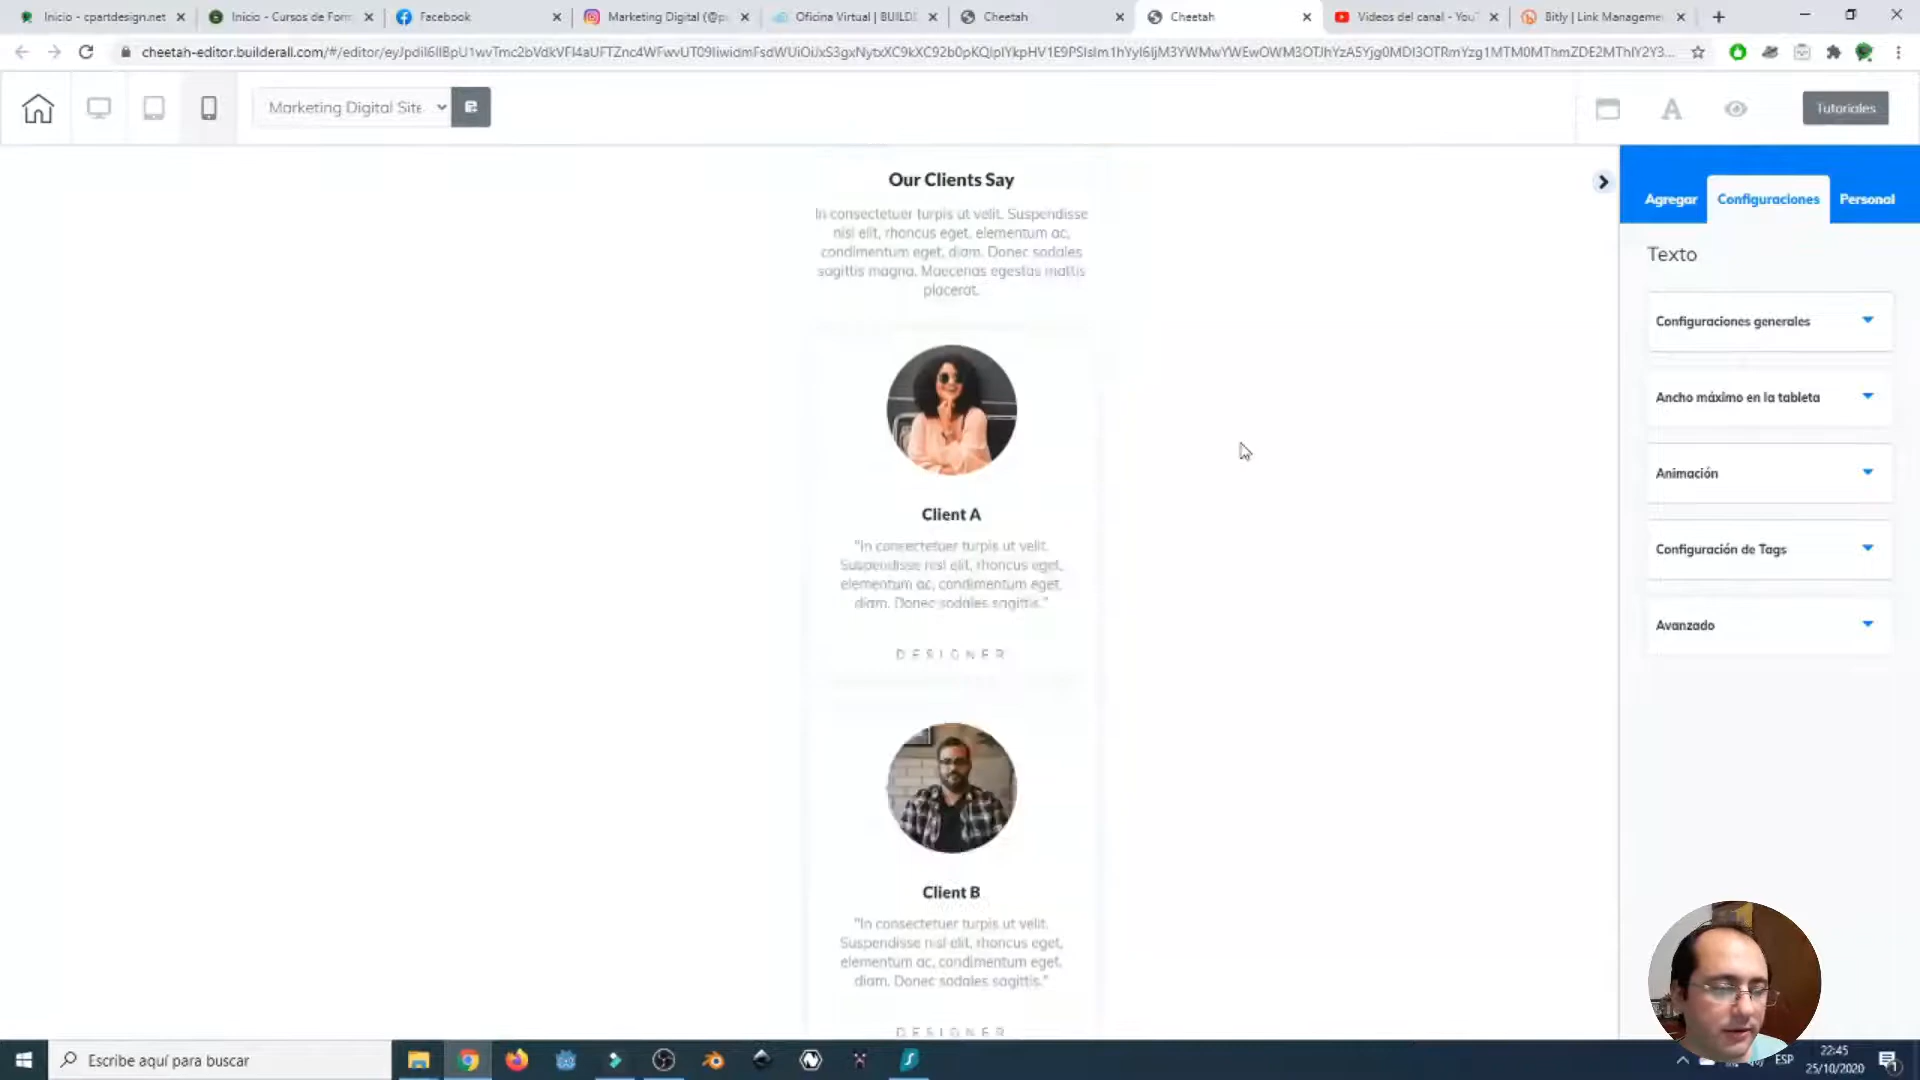 Inicio - cpartdesign.net
Inicio - Cursos de Form
Facebook
Marketing Digital (@p
Oficina Virtual | BUILD
Cheetah
Cheetah
Videos del canal - YouT
Bitly | Link Manageme
Marketing Digital Site
Tutoriales
Agregar
Configuraciones
Personal
Texto
Configuraciones generales
Ancho máximo en la tableta
Animación
Configuración de Tags
Avanzado
Our Clients Say
In consectetuer turpis ut velit. Suspendisse
nisi elit, rhoncus eget, elementum ac,
condimentum eget, diam. Donec sodales
sagittis magna. Maecenas egestas mattis
placerat.
Client A
"In consectetuer turpis ut velit.
Suspendisse nisl elit, rhoncus eget,
elementum ac, condimentum eget,
diam. Donec sodales sagittis."
DESIGNER
Client B
"In consectetuer turpis ut velit.
Suspendisse nisl elit, rhoncus eget,
elementum ac, condimentum eget,
diam. Donec sodales sagittis."
DESIGNER
Escribe aquí para buscar
ESP
22:45
25/10/2020